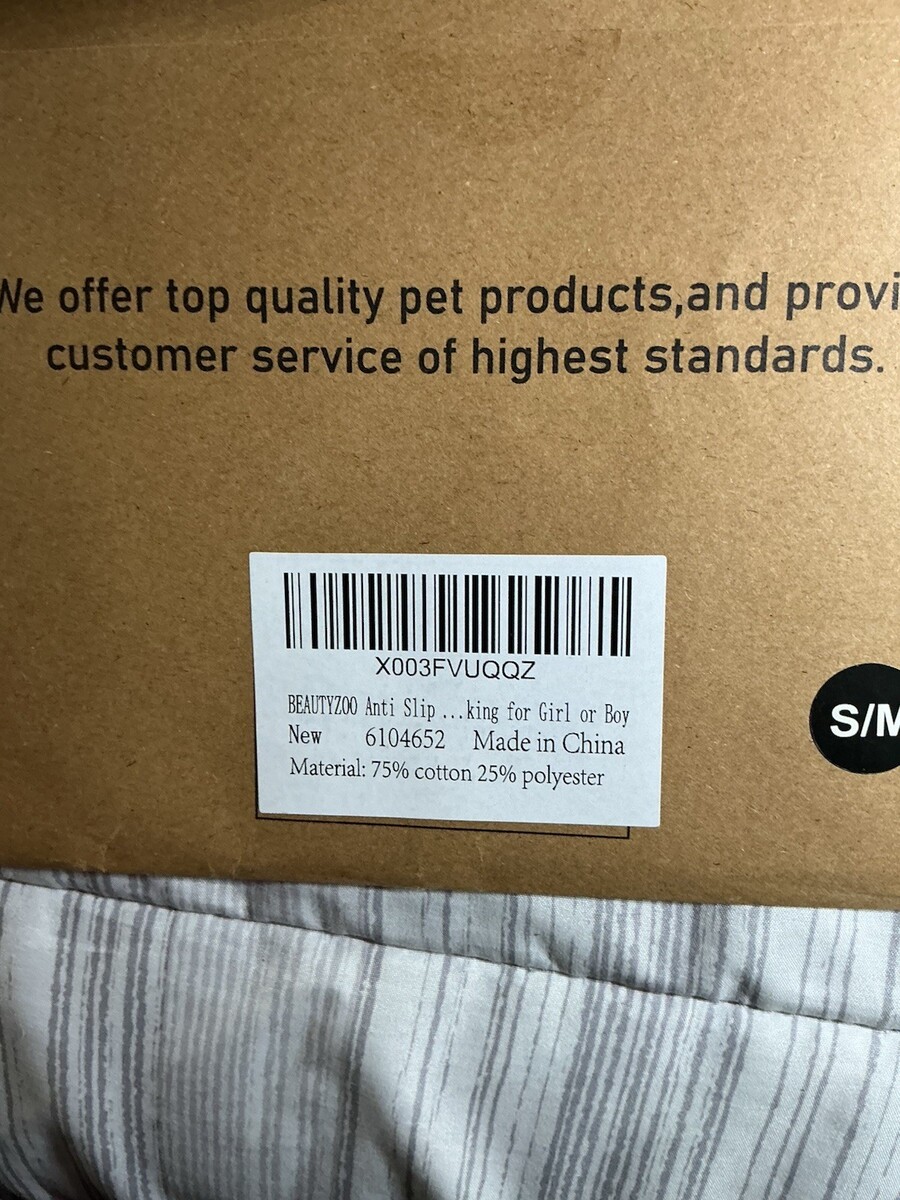 We offer top quality pet products,and provi
customer service of highest standards.
X003FVUQQZ
BEAUTYZOO Anti Slip ...king for Girl or Boy
New 6104652 Made in China
Material: 75% cotton 25% polyester
S/M